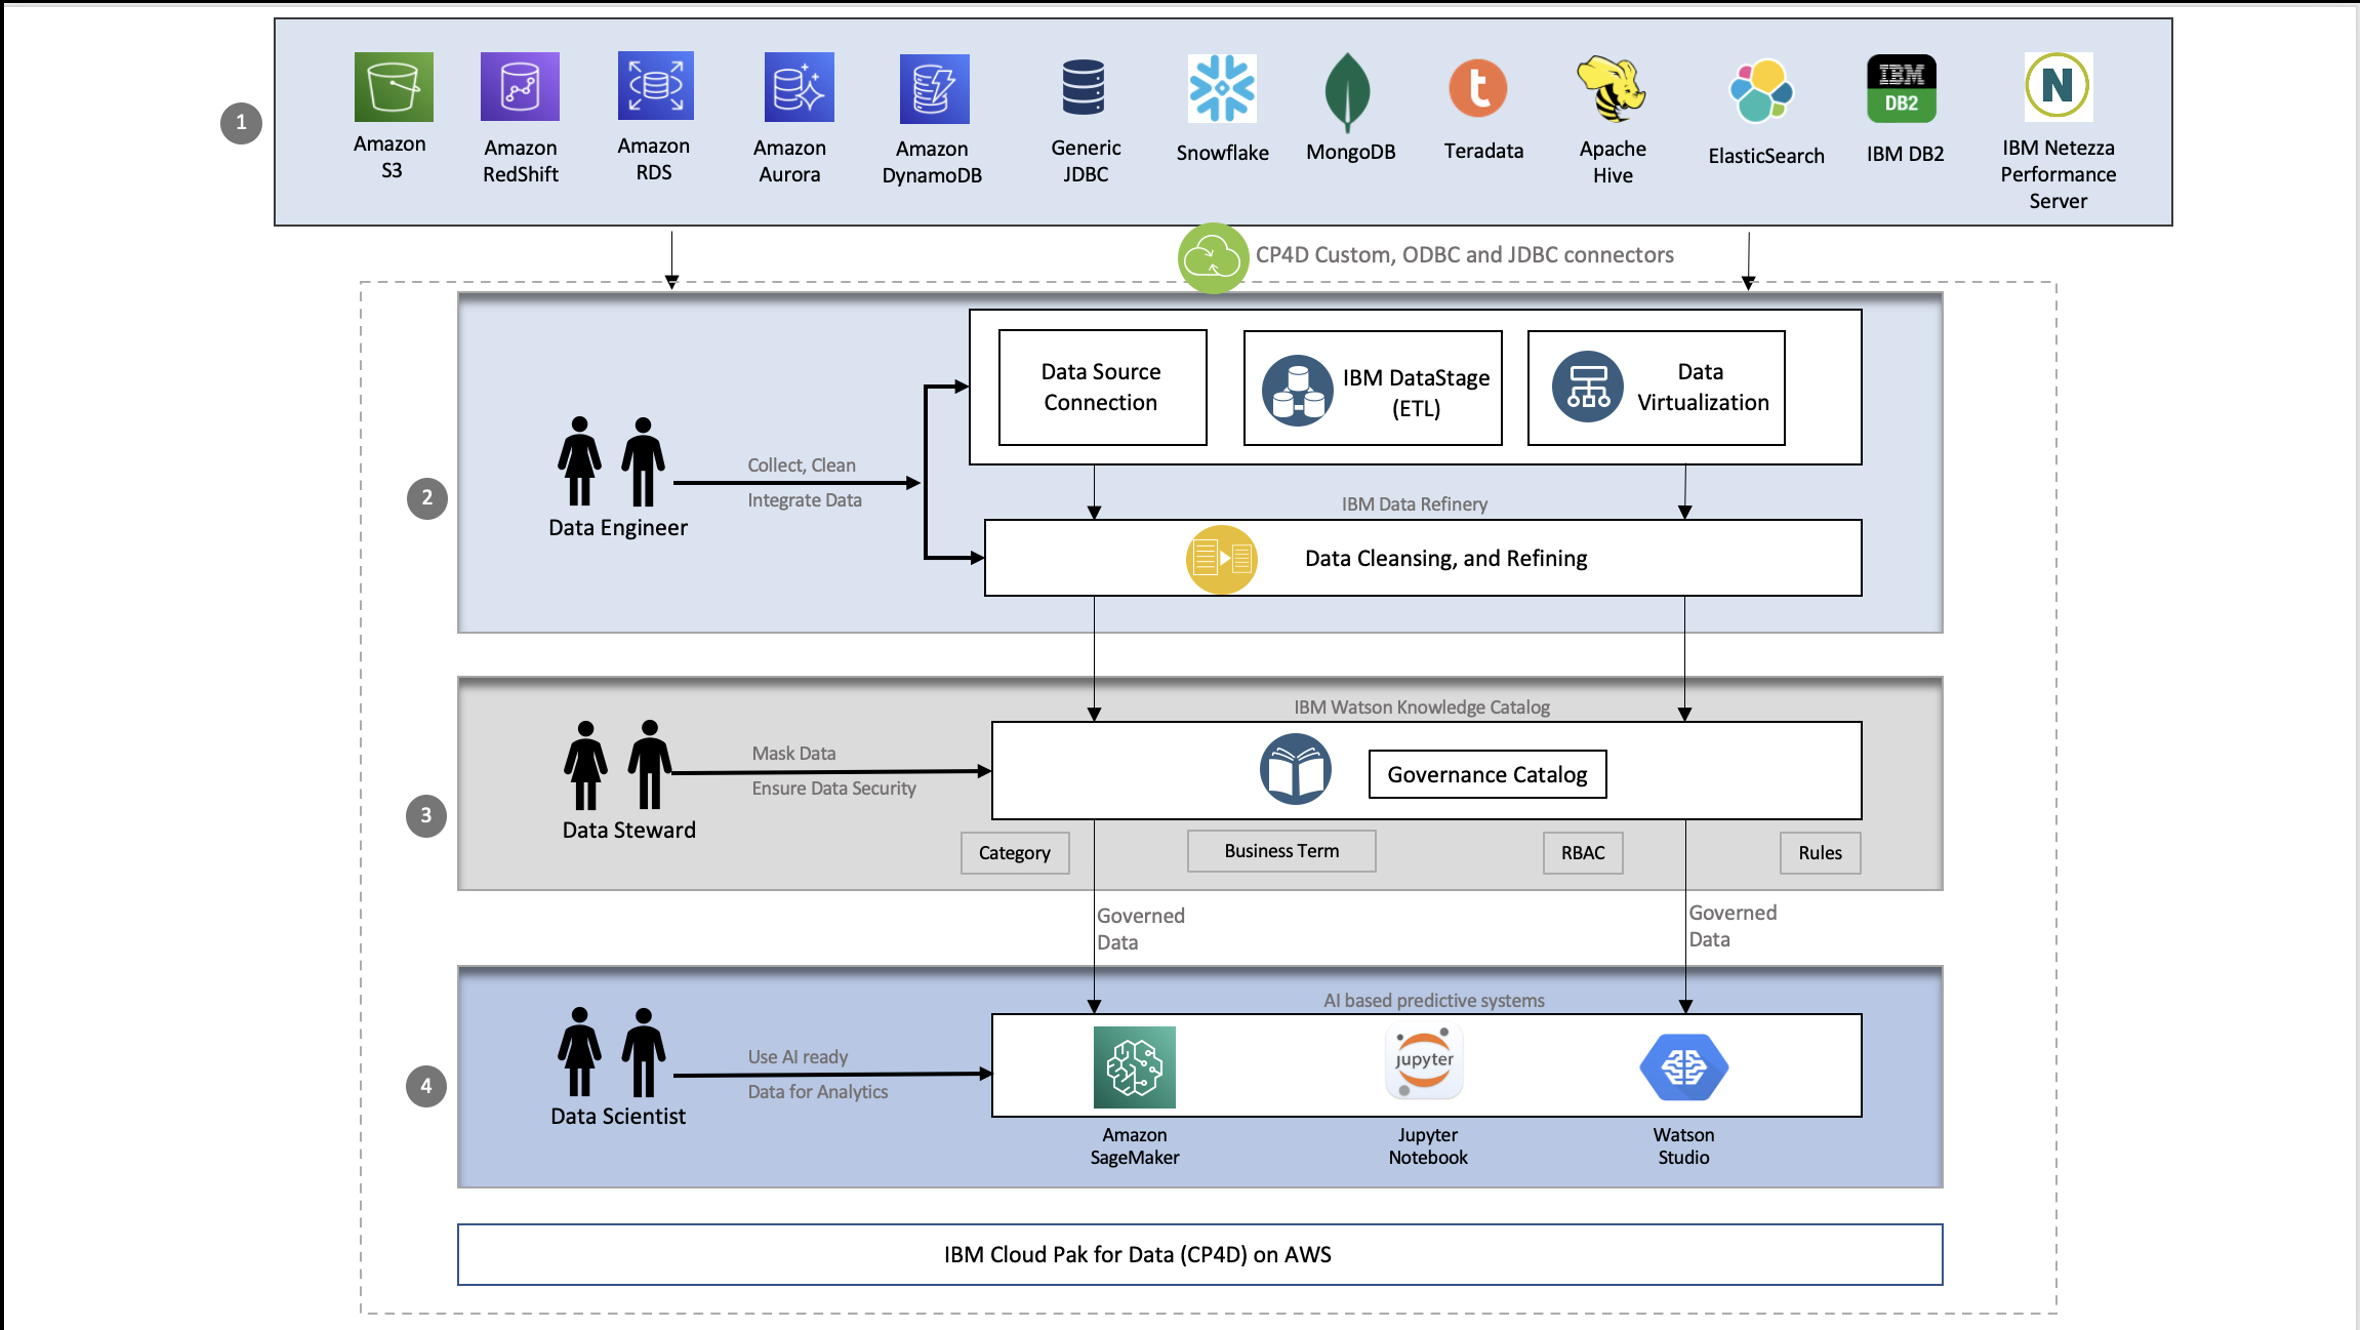 1
IBM
DB2
N
t
Amazon
S3
Amazon
RedShift
Amazon
RDS
Amazon
Aurora
Amazon
DynamoDB
Generic
JDBC
Snowflake
MongoDB
Teradata
Apache
Hive
ElasticSearch
IBM DB2
IBM Netezza
Performance
Server
CP4D Custom, ODBC and JDBC connectors
2
Data Engineer
Collect, Clean
Integrate Data
Data Source
Connection
IBM DataStage
(ETL)
Data
Virtualization
IBM Data Refinery
Data Cleansing, and Refining
3
Data Steward
Mask Data
Ensure Data Security
IBM Watson Knowledge Catalog
Governance Catalog
Category
Business Term
RBAC
Rules
Governed
Data
Governed
Data
4
Data Scientist
Use AI ready
Data for Analytics
AI based predictive systems
jupyter
Amazon
SageMaker
Jupyter
Notebook
Watson
Studio
IBM Cloud Pak for Data (CP4D) on AWS